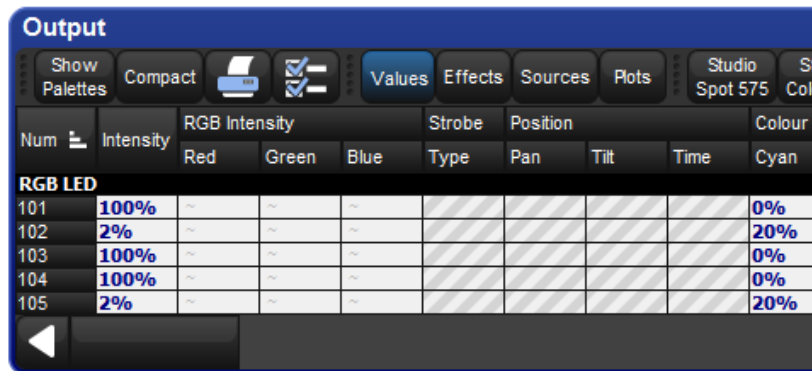 Output
Show Palettes Compact Values Effects Sources Plots Studio Spot 575
Num Intensity RGB Intensity Strobe Position Colour
Red Green Blue Type Pan Tilt Time Cyan
RGB LED
101 100% ~ ~ ~ 0%
102 2% ~ ~ ~ 20%
103 100% ~ ~ ~ 0%
104 100% ~ ~ ~ 0%
105 2% ~ ~ ~ 20%